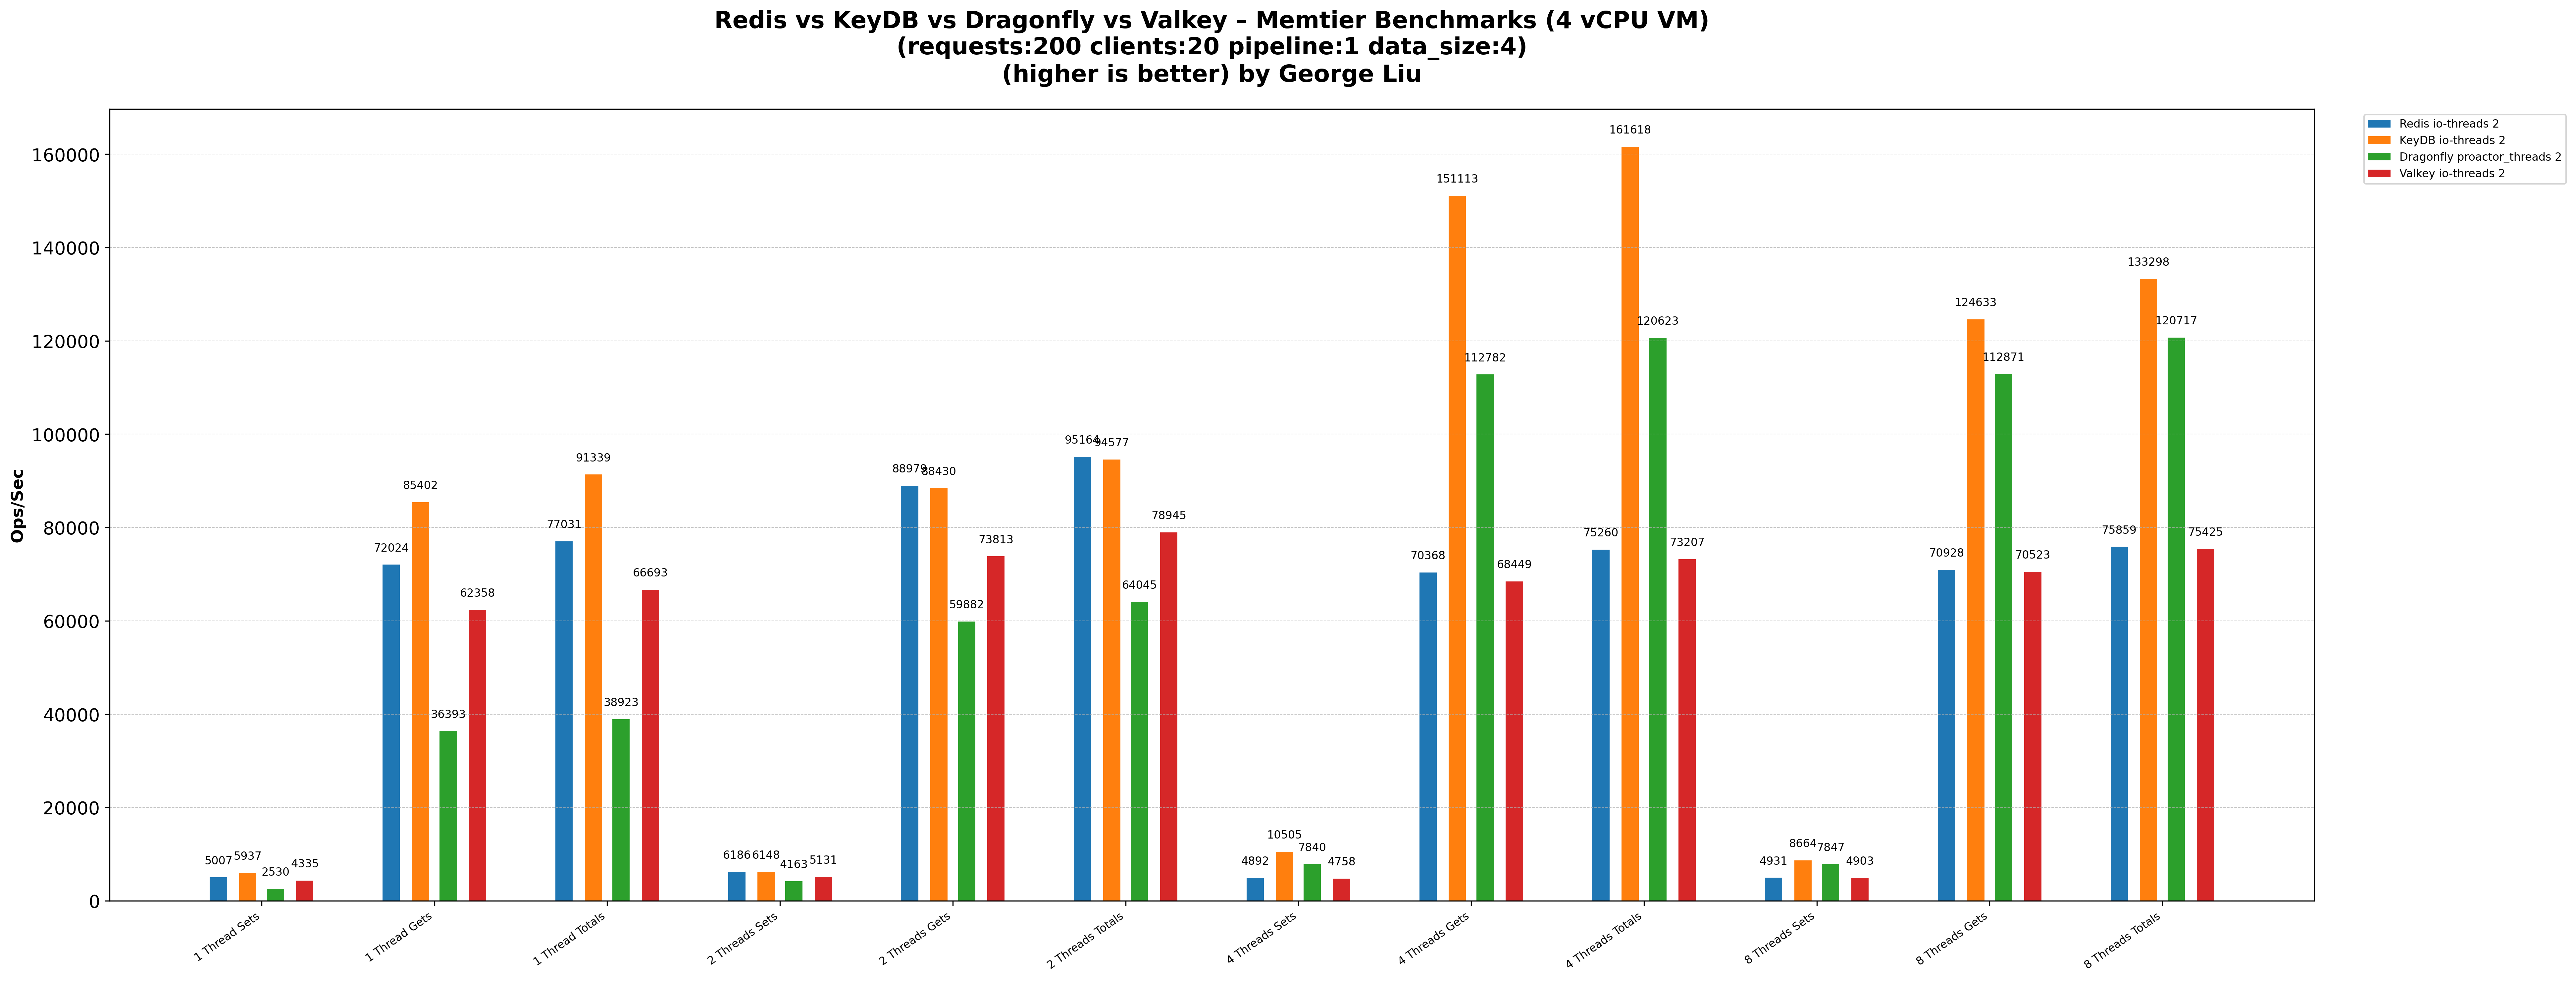 Redis vs KeyDB vs Dragonfly vs Valkey – Memtier Benchmarks (4 vCPU VM)
(requests:200 clients:20 pipeline:1 data_size:4)
(higher is better) by George Liu
Redis io-threads 2
KeyDB io-threads 2
Dragonfly proactor_threads 2
Valkey io-threads 2
Ops/Sec
160000
140000
120000
100000
80000
60000
40000
20000
0
5007
5937
2530
4335
72024
85402
36393
62358
77031
91339
38923
66693
6186
6148
4163
5131
88979
88430
59882
73813
95164
94577
64045
78945
4892
10505
7840
4758
70368
151113
112782
68449
75260
161618
120623
73207
4931
8664
7847
4903
70928
124633
112871
70523
75859
133298
120717
75425
1 Thread Sets
1 Thread Gets
1 Thread Totals
2 Threads Sets
2 Threads Gets
2 Threads Totals
4 Threads Sets
4 Threads Gets
4 Threads Totals
8 Threads Sets
8 Threads Gets
8 Threads Totals